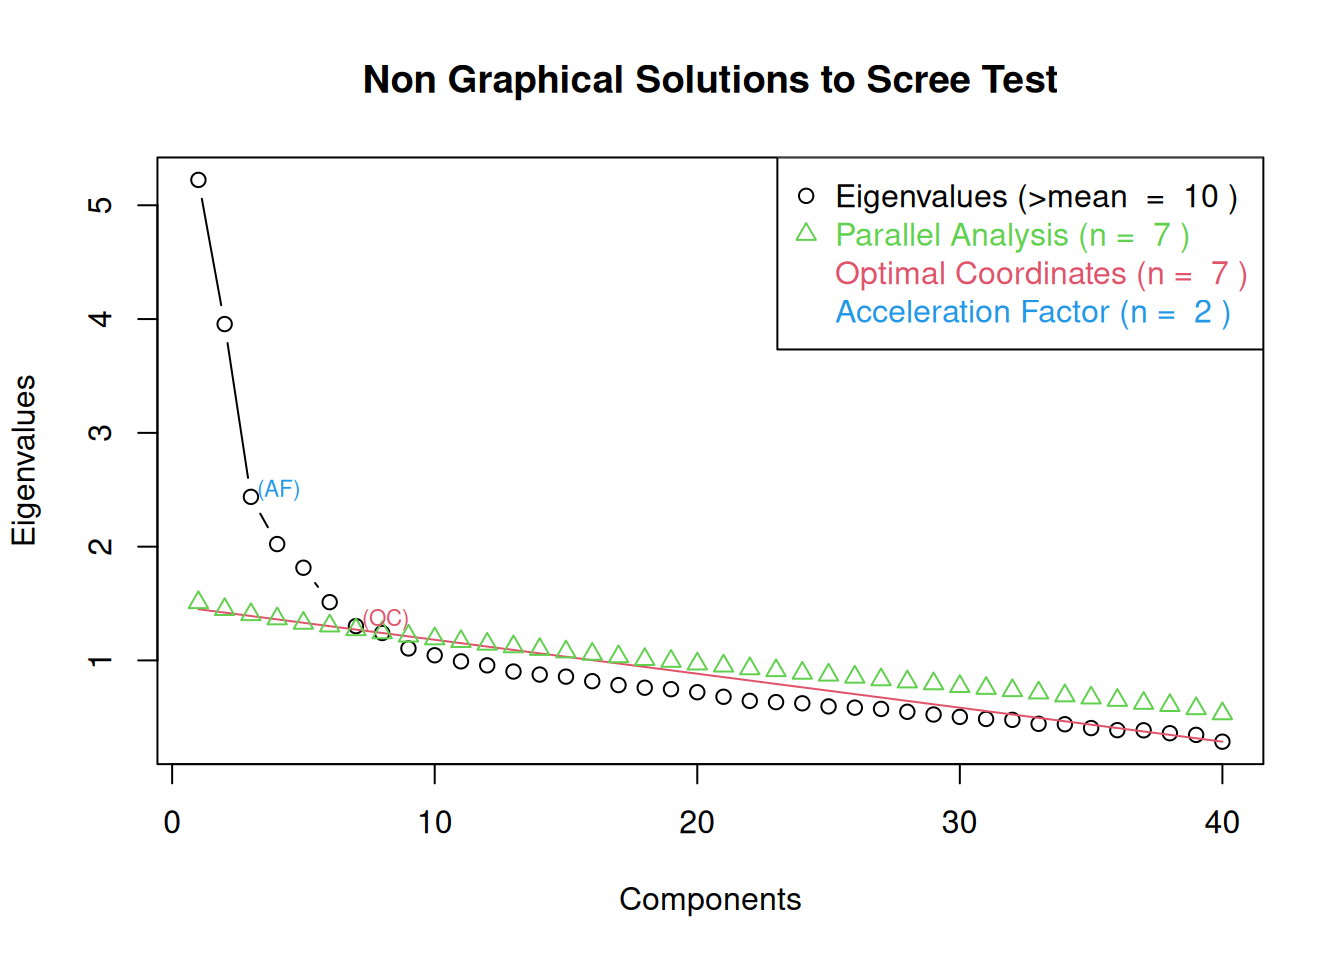 Non Graphical Solutions to Scree Test
Eigenvalues (>mean  =  10 )
Parallel Analysis (n =  7 )
Optimal Coordinates (n =  7 )
Acceleration Factor (n =  2 )
(AF)
(OC)
Eigenvalues
5
4
3
2
1
0 10 20 30 40
Components